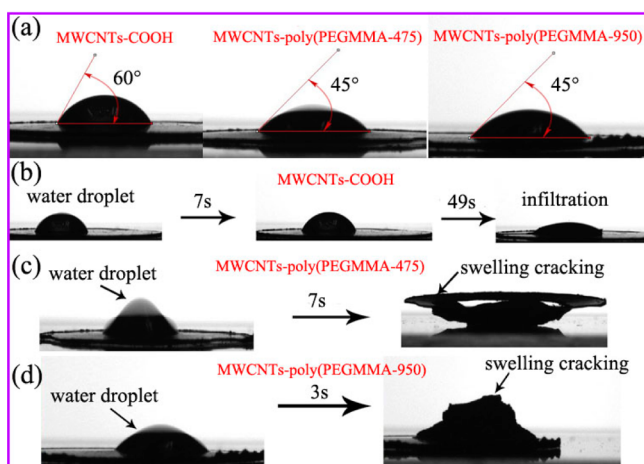 (a)
MWCNTs-COOH
MWCNTs-poly(PEGMMA-475)
MWCNTs-poly(PEGMMA-950)
60°
45°
45°
(b)
MWCNTs-COOH
water droplet
7s
49s
infiltration
(c)
MWCNTs-poly(PEGMMA-475)
water droplet
7s
swelling cracking
(d)
MWCNTs-poly(PEGMMA-950)
water droplet
3s
swelling cracking